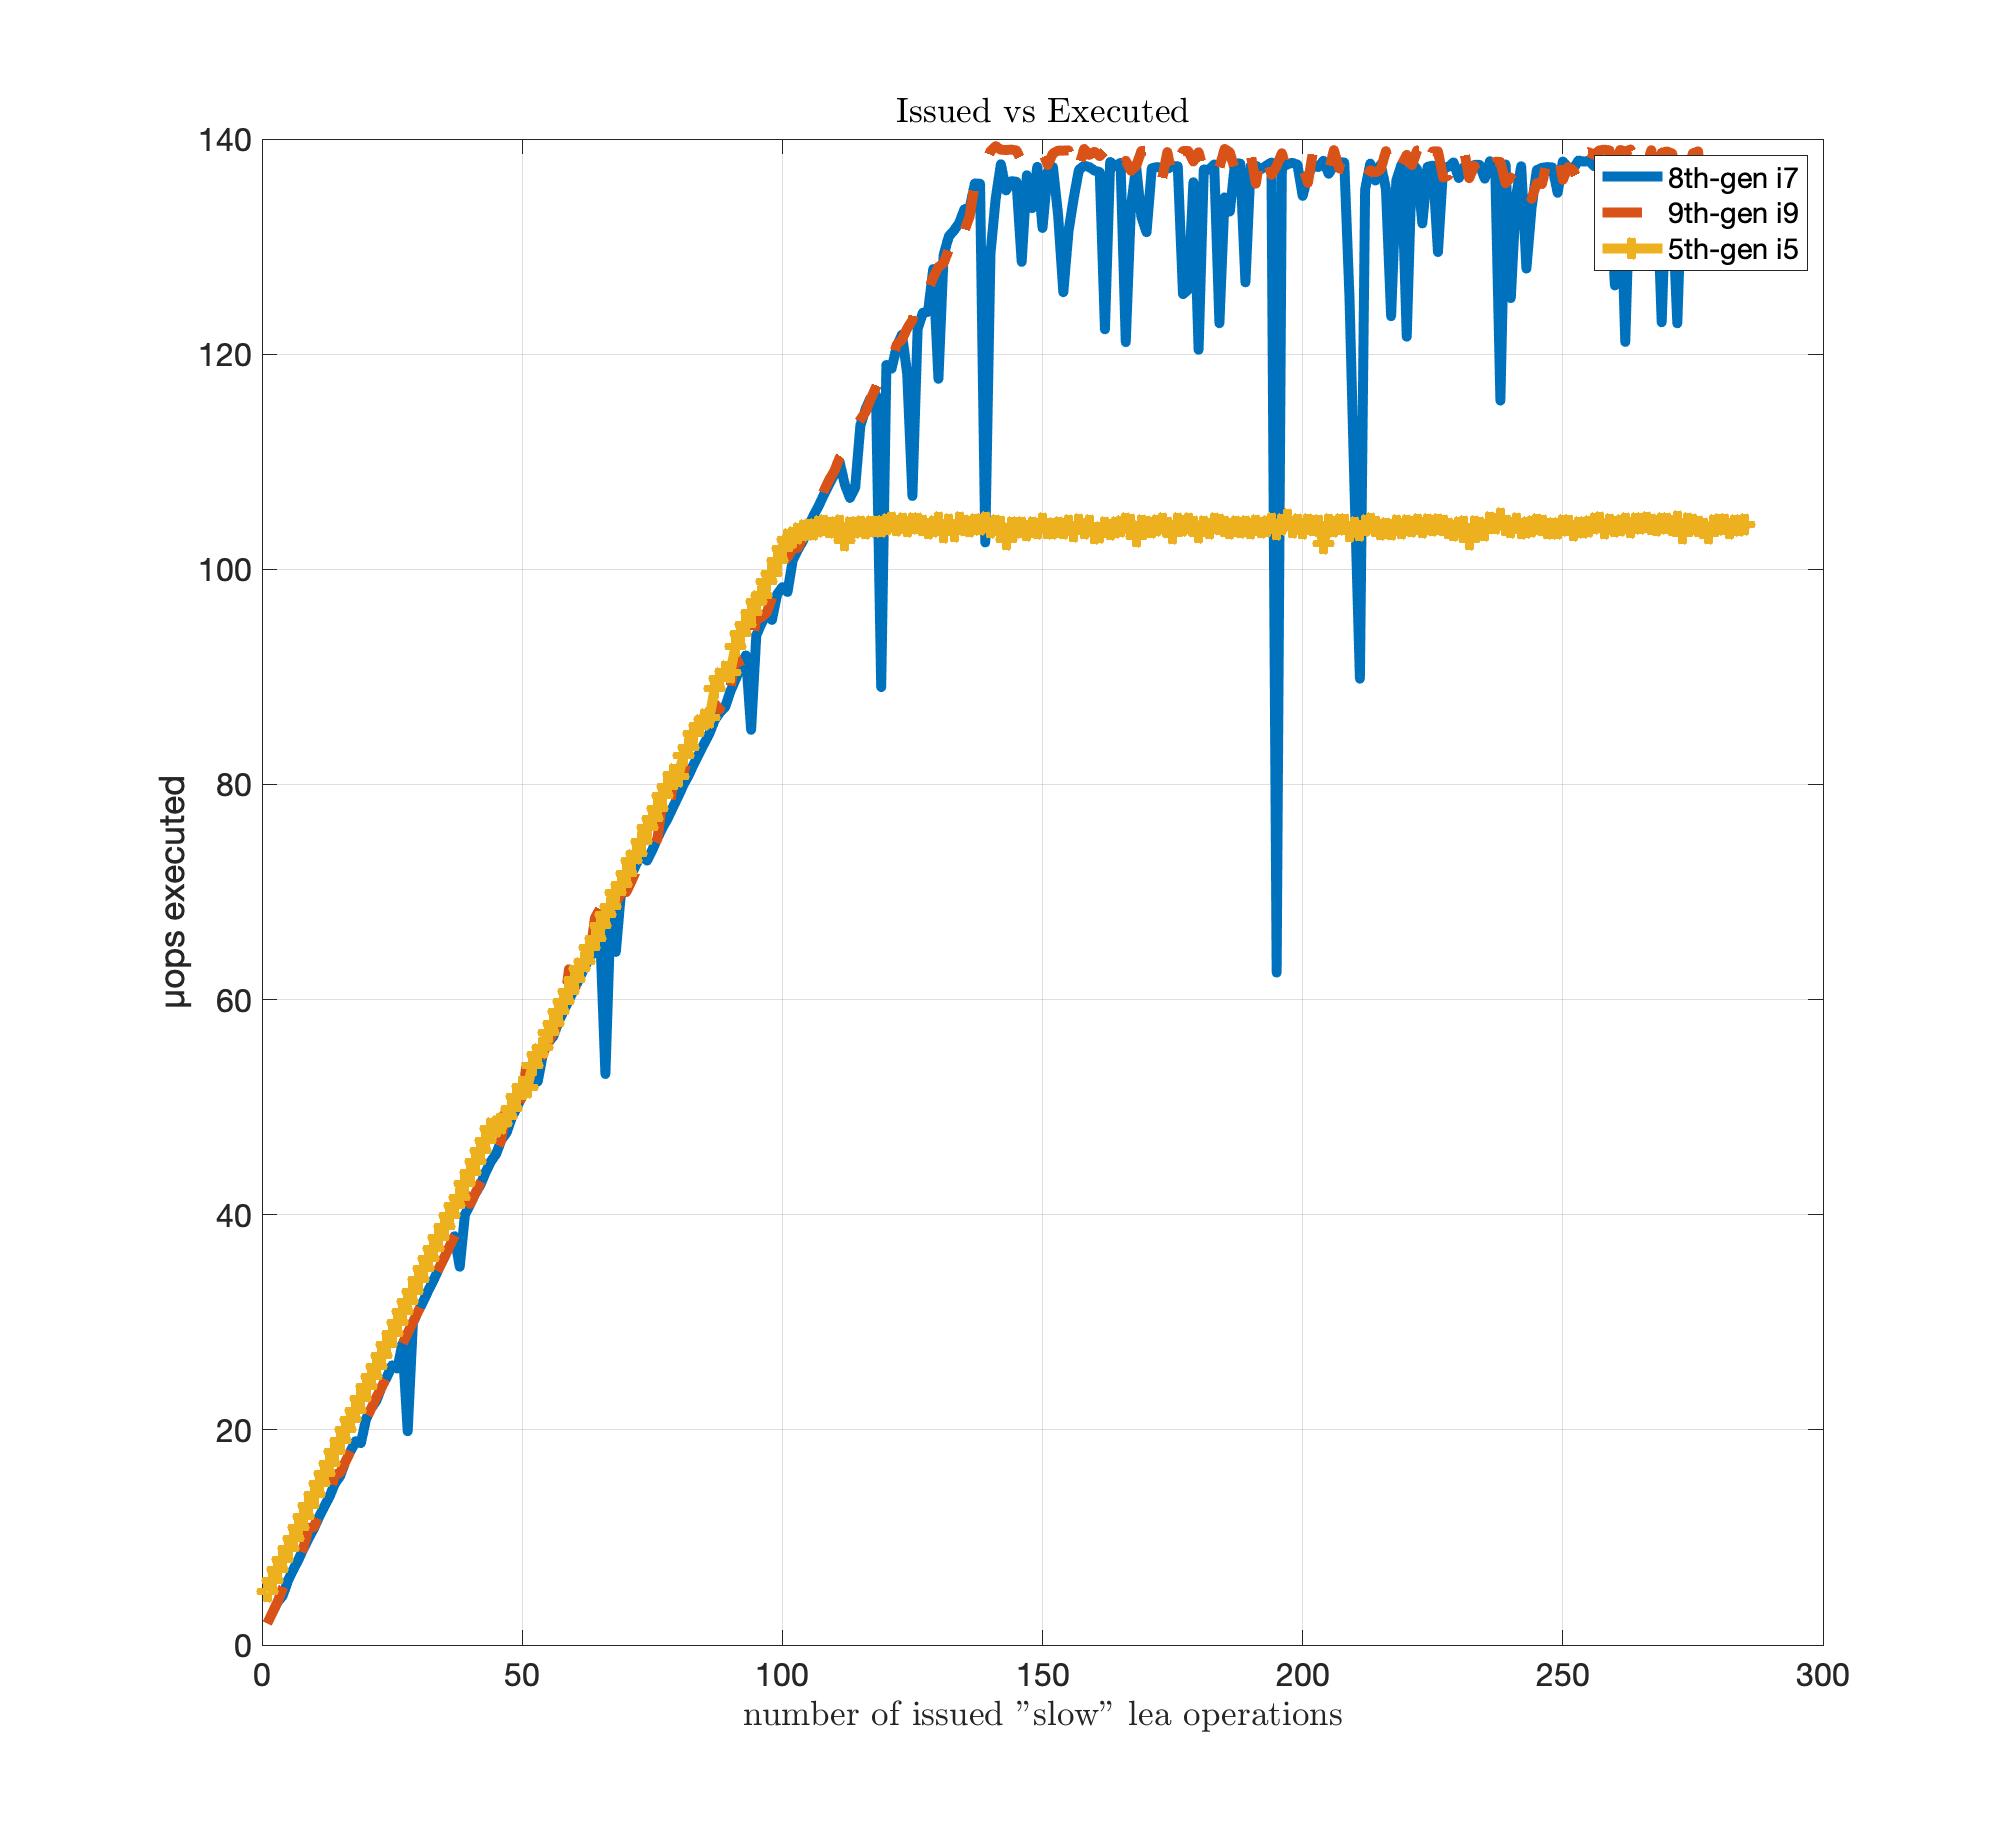 Issued vs Executed
140
120
100
80
60
40
20
0
µops executed
0 50 100 150 200 250 300
number of issued ”slow” lea operations
8th-gen i7
9th-gen i9
5th-gen i5